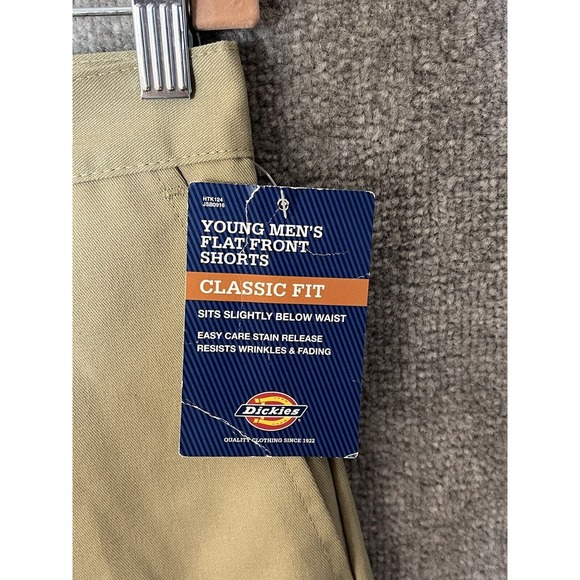 HTK124
JSB0916
YOUNG MEN'S
FLAT FRONT
SHORTS
CLASSIC FIT
SITS SLIGHTLY BELOW WAIST
EASY CARE STAIN RELEASE
RESISTS WRINKLES & FADING
Dickies
QUALITY CLOTHING SINCE 1922